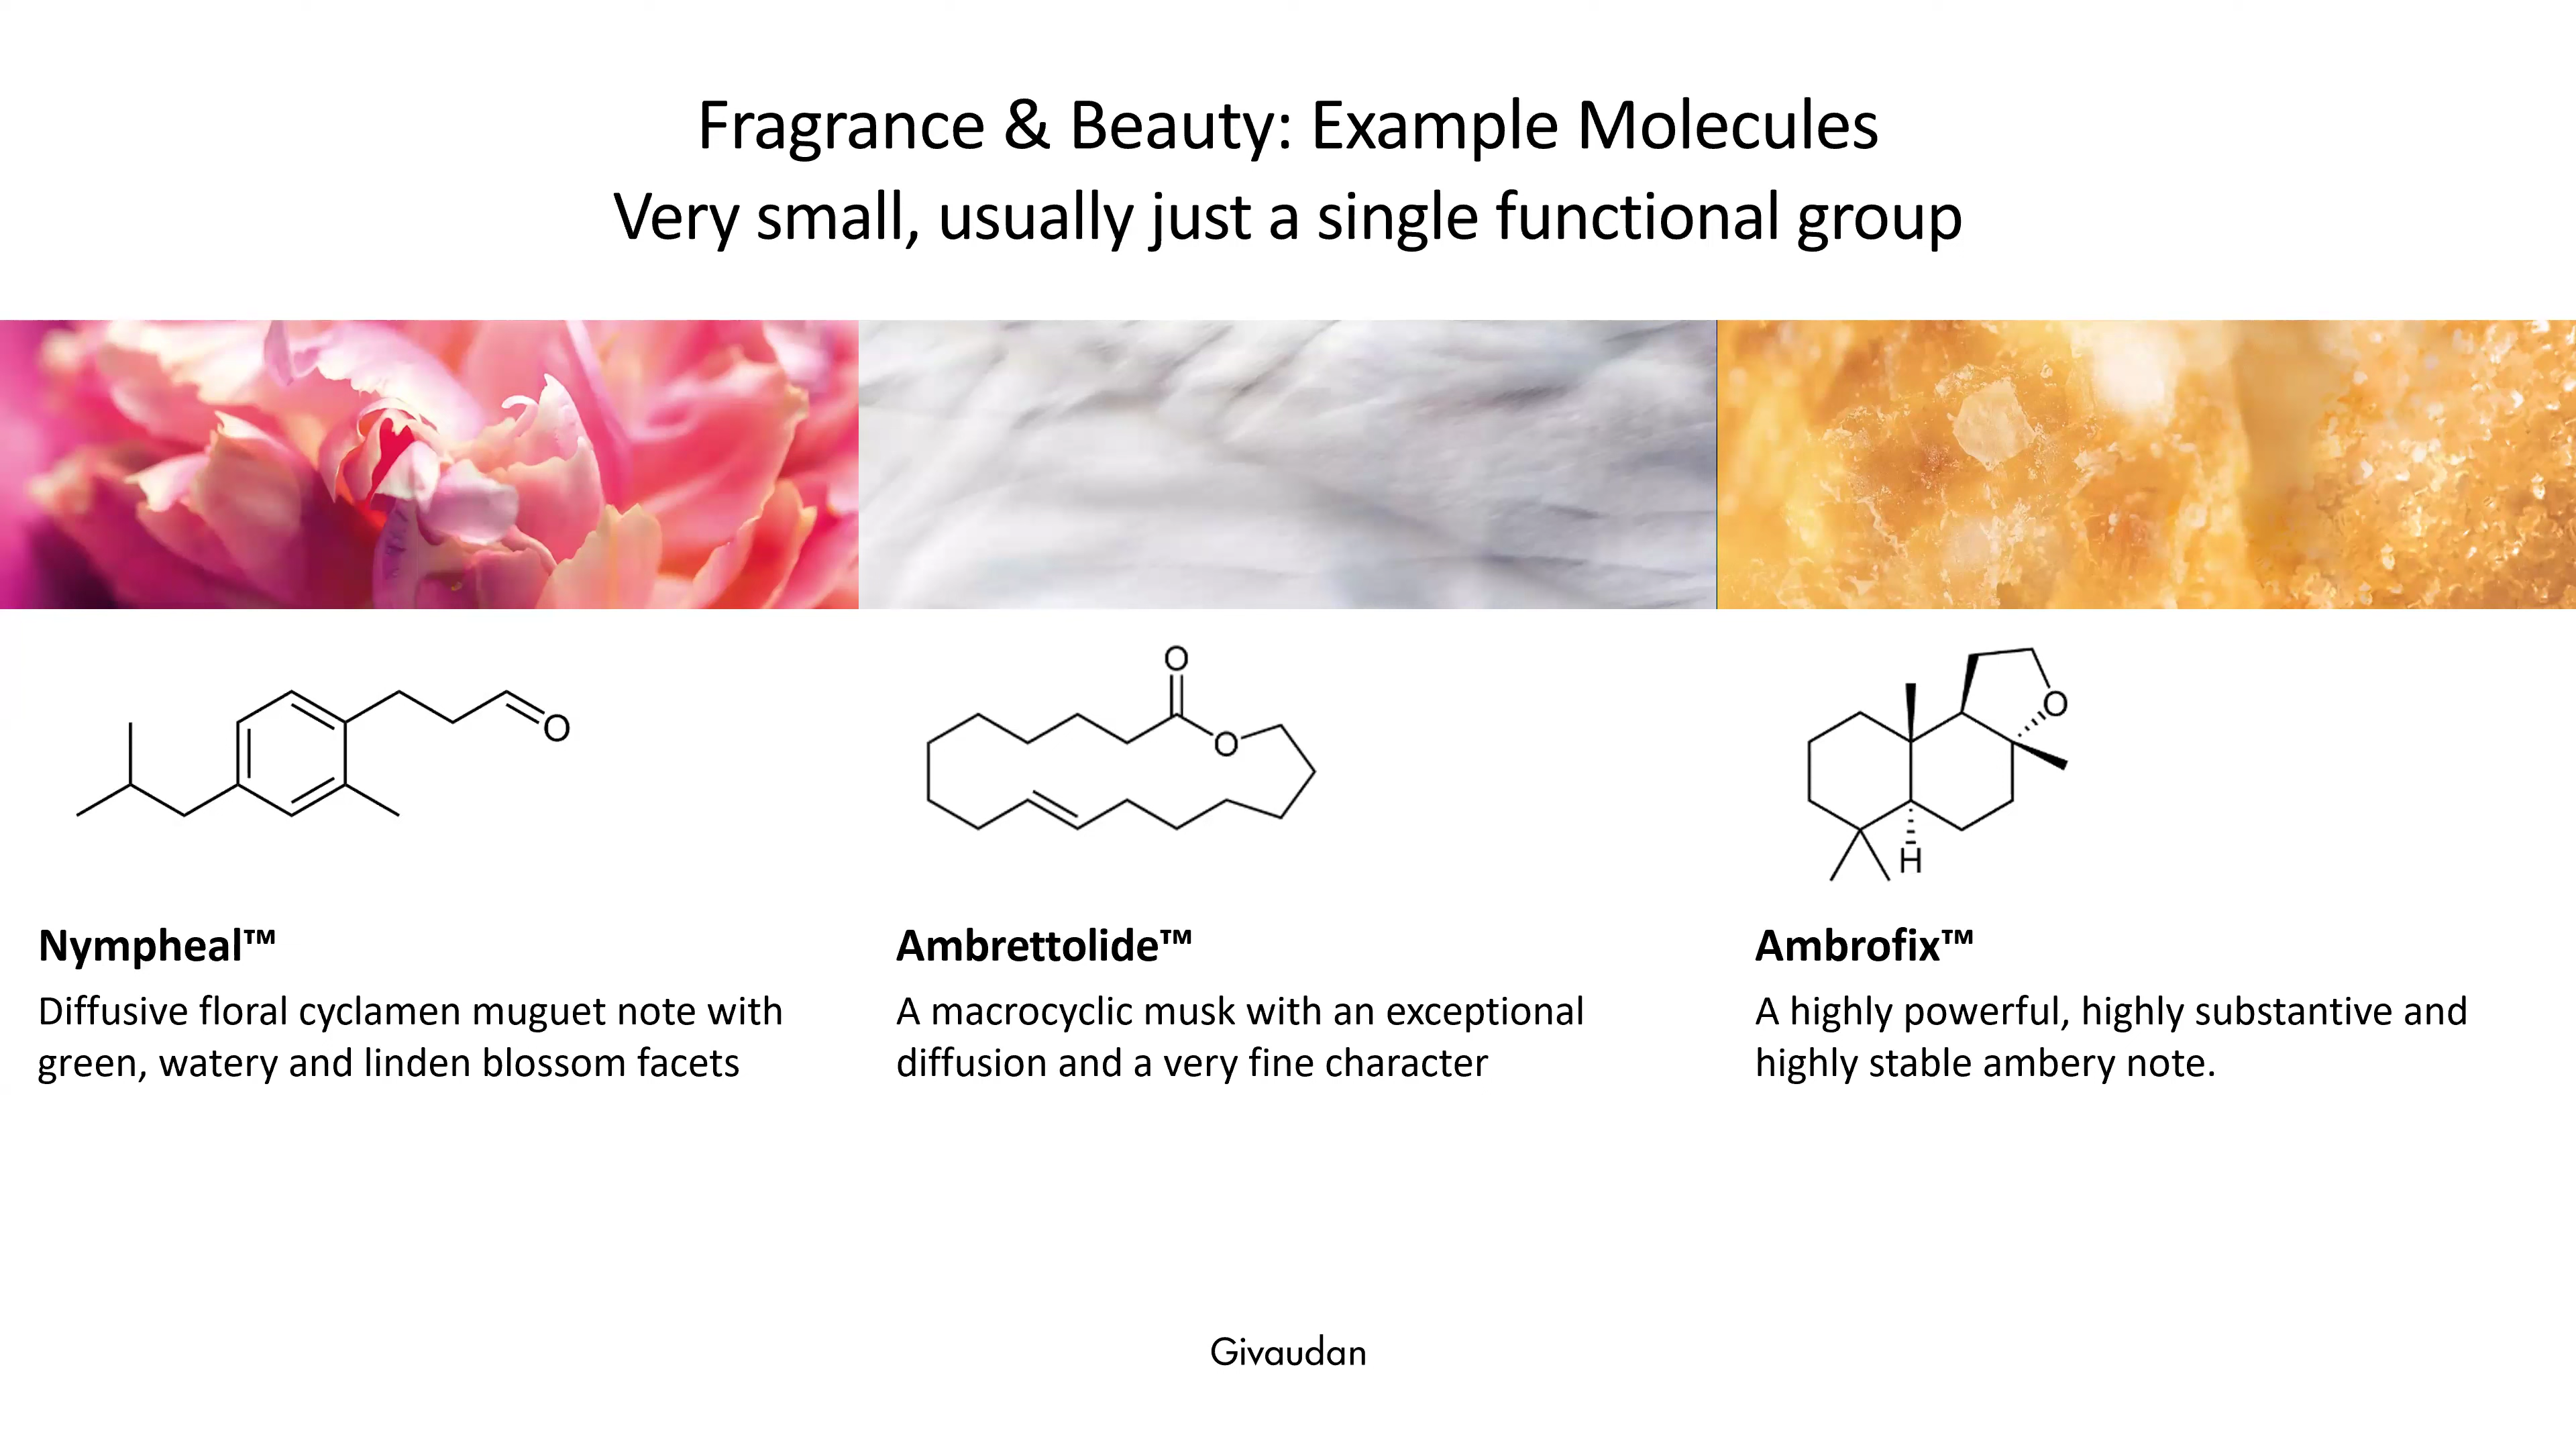 Fragrance & Beauty: Example Molecules
Very small, usually just a single functional group
O
O
O
O
H
Nympheal™
Diffusive floral cyclamen muguet note with
green, watery and linden blossom facets
Ambrettolide™
A macrocyclic musk with an exceptional
diffusion and a very fine character
Ambrofix™
A highly powerful, highly substantive and
highly stable ambery note.
Givaudan